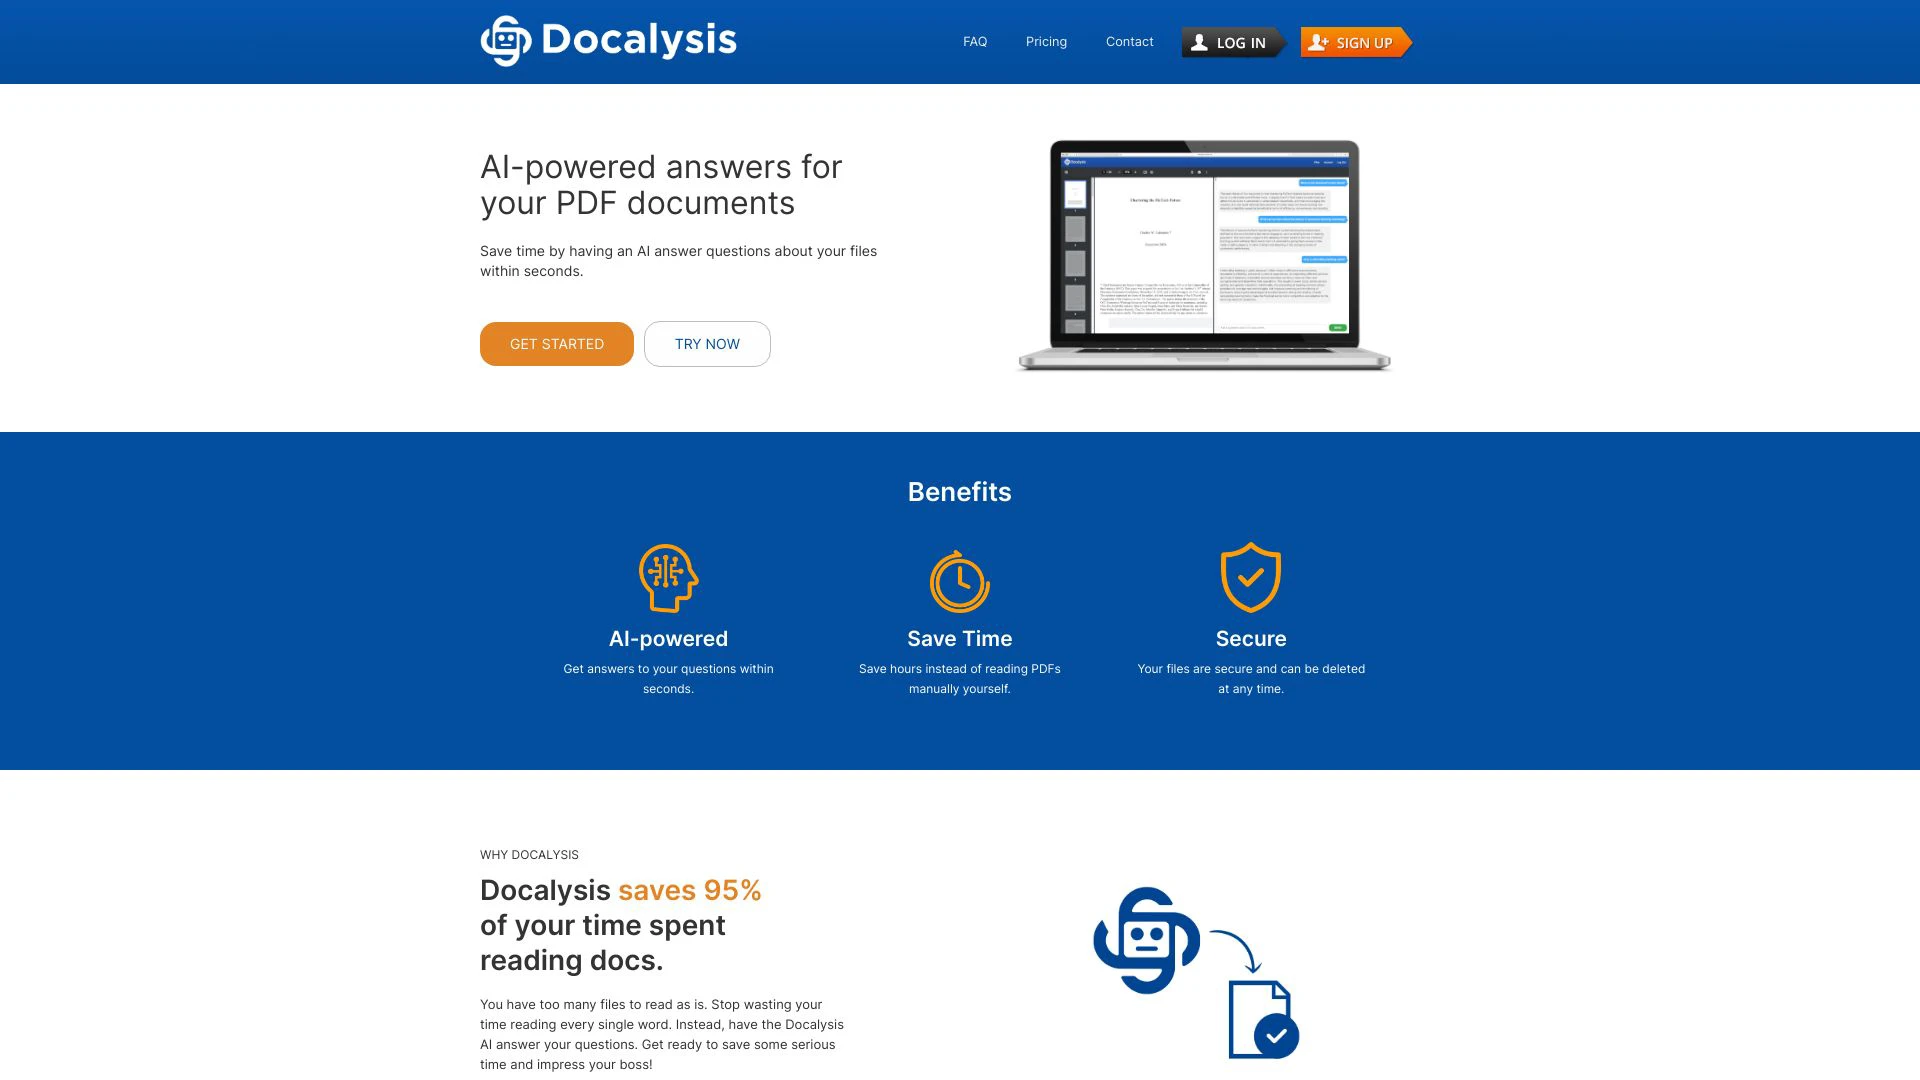 Docalysis
FAQ
Pricing
Contact
LOG IN
SIGN UP
AI-powered answers for
your PDF documents
Save time by having an AI answer questions about your files
within seconds.
GET STARTED
TRY NOW
Benefits
AI-powered
Get answers to your questions within
seconds.
Save Time
Save hours instead of reading PDFs
manually yourself.
Secure
Your files are secure and can be deleted
at any time.
WHY DOCALYSIS
Docalysis saves 95%
of your time spent
reading docs.
You have too many files to read as is. Stop wasting your
time reading every single word. Instead, have the Docalysis
AI answer your questions. Get ready to save some serious
time and impress your boss!